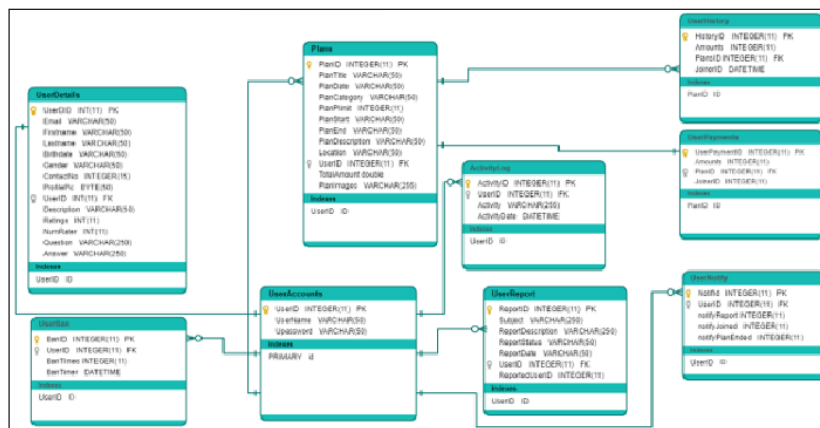 UserDetails
UserDID INT(11) PK
Email VARCHAR(50)
Firstname VARCHAR(50)
Lastname VARCHAR(50)
Birthdate VARCHAR(50)
Gender VARCHAR(50)
ContactNo INTEGER(15)
ProfilePic BYTE(50)
UserID INT(11) FK
Description VARCHAR(50)
Ratings INT(11)
NumRater INT(11)
Question VARCHAR(250)
Answer VARCHAR(250)
Indexes
UserID ID
Plans
PlanID INTEGER(11) PK
PlanTitle VARCHAR(50)
PlanDate VARCHAR(50)
PlanCategory VARCHAR(50)
PlanPlimit INTEGER(11)
PlanStart VARCHAR(50)
PlanEnd VARCHAR(50)
PlanDescription VARCHAR(50)
Location VARCHAR(50)
UserID INTEGER(11) FK
TotalAmount double
PlanImages VARCHAR(255)
Indexes
UserID ID
UserHistory
HistoryID INTEGER(11) PK
Amounts INTEGER(11)
PlansID INTEGER(11) FK
JoinerID DATETIME
Indexes
PlanID ID
UserPayments
UserPaymentID INTEGER(11) PK
Amounts INTEGER(11)
PlanID INTEGER(11) FK
JoinerID INTEGER(11)
Indexes
PlanID ID
ActivityLog
ActivityID INTEGER(11) PK
UserID INTEGER(11) FK
Activity VARCHAR(255)
ActivityDate DATETIME
Indexes
UserID ID
UserAccounts
UserID INTEGER(11) PK
UserName VARCHAR(50)
Upassword VARCHAR(50)
Indexes
PRIMARY id
UserReport
ReportID INTEGER(11) PK
Subject VARCHAR(250)
ReportDescription VARCHAR(250)
ReportStatus VARCHAR(50)
ReportDate VARCHAR(50)
UserID INTEGER(11) FK
ReportedUserID INTEGER(11)
Indexes
UserID ID
UserNotify
NotifId INTEGER(11) PK
UserID INTEGER(11) FK
notifyReport INTEGER(11)
notifyJoined INTEGER(11)
notifyPlanEnded INTEGER(11)
Indexes
UserID ID
UserBan
BanID INTEGER(11) PK
UserID INTEGER(11) FK
BanTimes INTEGER(11)
BanTimer DATETIME
Indexes
UserID ID